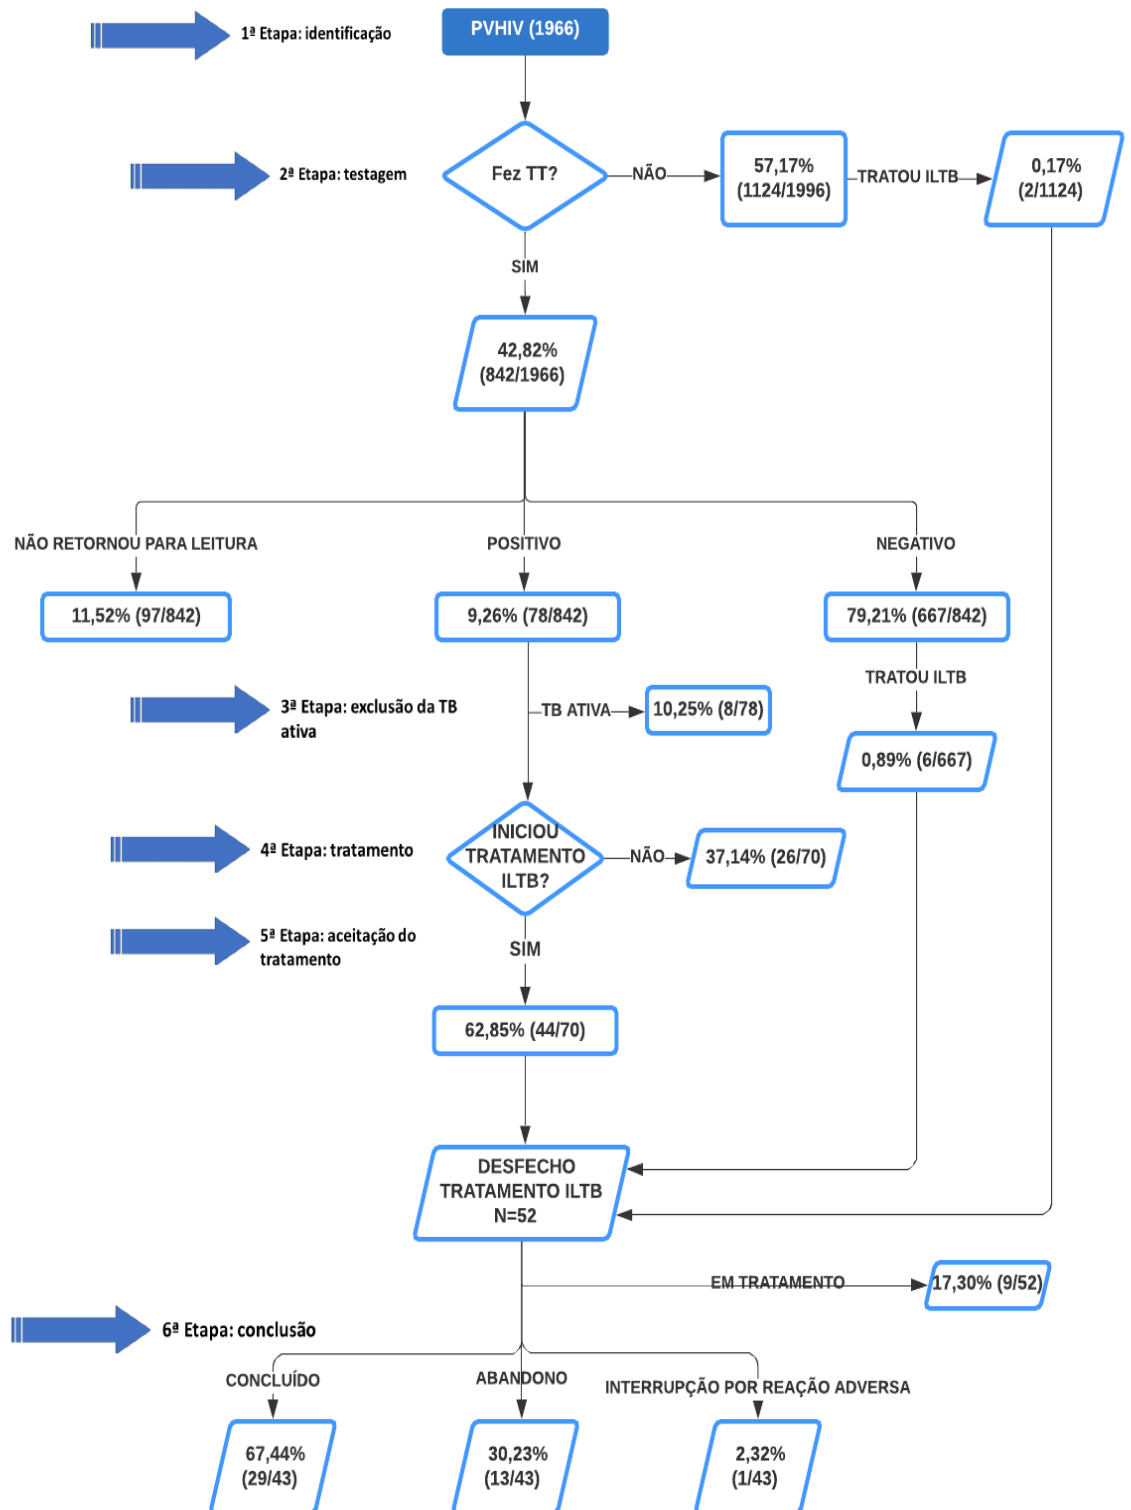 1ª Etapa: identificação
PVHIV (1966)
2ª Etapa: testagem
Fez TT?
NÃO
57,17%
(1124/1996)
TRATOU ILTB
0,17%
(2/1124)
SIM
42,82%
(842/1966)
NÃO RETORNOU PARA LEITURA
POSITIVO
NEGATIVO
11,52% (97/842)
9,26% (78/842)
79,21% (667/842)
TRATOU ILTB
3ª Etapa: exclusão da TB
ativa
TB ATIVA
10,25% (8/78)
0,89% (6/667)
4ª Etapa: tratamento
INICIOU
TRATAMENTO
ILTB?
NÃO
37,14% (26/70)
5ª Etapa: aceitação do
tratamento
SIM
62,85% (44/70)
DESFECHO
TRATAMENTO ILTB
N=52
EM TRATAMENTO
17,30% (9/52)
6ª Etapa: conclusão
CONCLUÍDO
ABANDONO
INTERRUPÇÃO POR REAÇÃO ADVERSA
67,44%
(29/43)
30,23%
(13/43)
2,32%
(1/43)